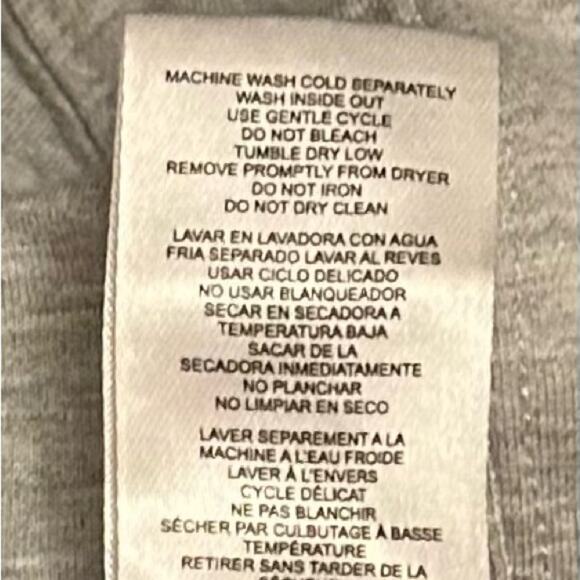 MACHINE WASH COLD SEPARATELY
WASH INSIDE OUT
USE GENTLE CYCLE
DO NOT BLEACH
TUMBLE DRY LOW
REMOVE PROMPTLY FROM DRYER
DO NOT IRON
DO NOT DRY CLEAN
LAVAR EN LAVADORA CON AGUA
FRIA SEPARADO LAVAR AL REVES
USAR CICLO DELICADO
NO USAR BLANQUEADOR
SECAR EN SECADORA A
TEMPERATURA BAJA
SACAR DE LA
SECADORA INMEDIATAMENTE
NO PLANCHAR
NO LIMPIAR EN SECO
LAVER SEPAREMENT A LA
MACHINE A L'EAU FROIDE
LAVER À L'ENVERS
CYCLE DÉLICAT
NE PAS BLANCHIR
SÉCHER PAR CULBUTAGE À BASSE
TEMPÉRATURE
RETIRER SANS TARDER DE LA